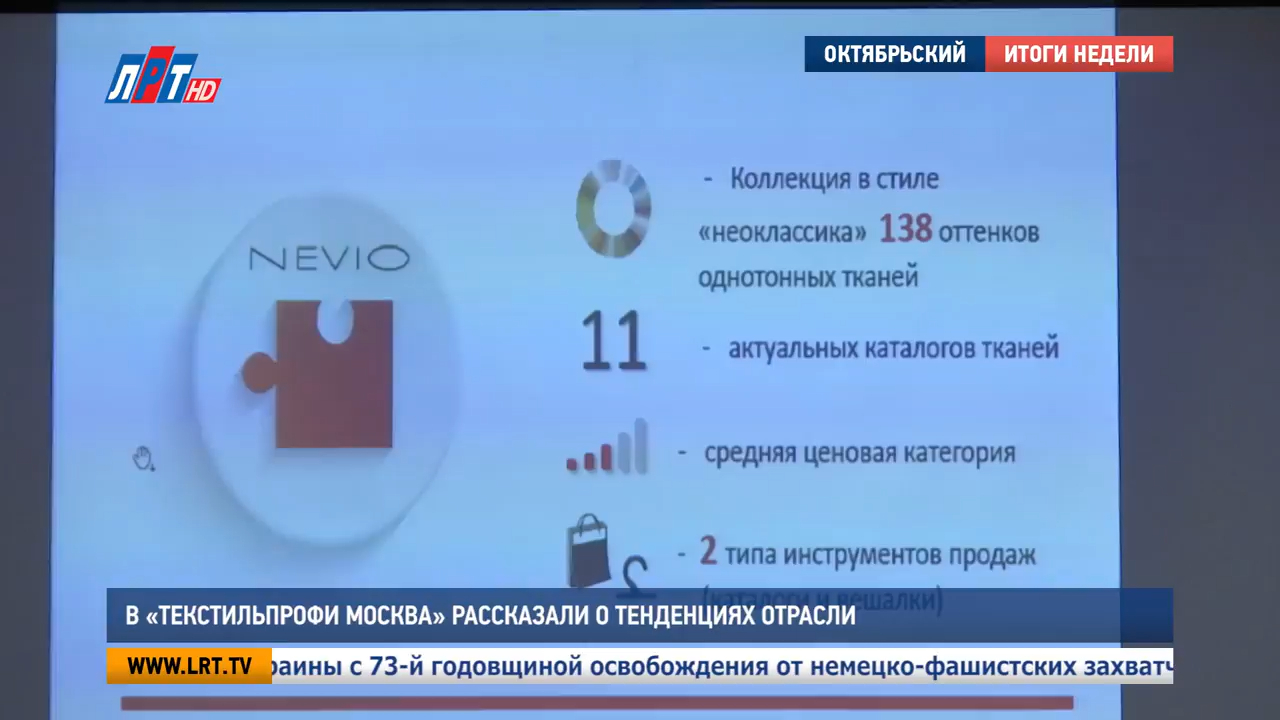 ЛРТ HD
ОКТЯБРЬСКИЙ ИТОГИ НЕДЕЛИ
NEVIO
- Коллекция в стиле
«неоклассика» 138 оттенков
однотонных тканей
11 - актуальных каталогов тканей
- средняя ценовая категория
- 2 типа инструментов продаж
(каталоги и вешалки)
В «ТЕКСТИЛЬПРОФИ МОСКВА» РАССКАЗАЛИ О ТЕНДЕНЦИЯХ ОТРАСЛИ
WWW.LRT.TV раины с 73-й годовщиной освобождения от немецко-фашистских захватч